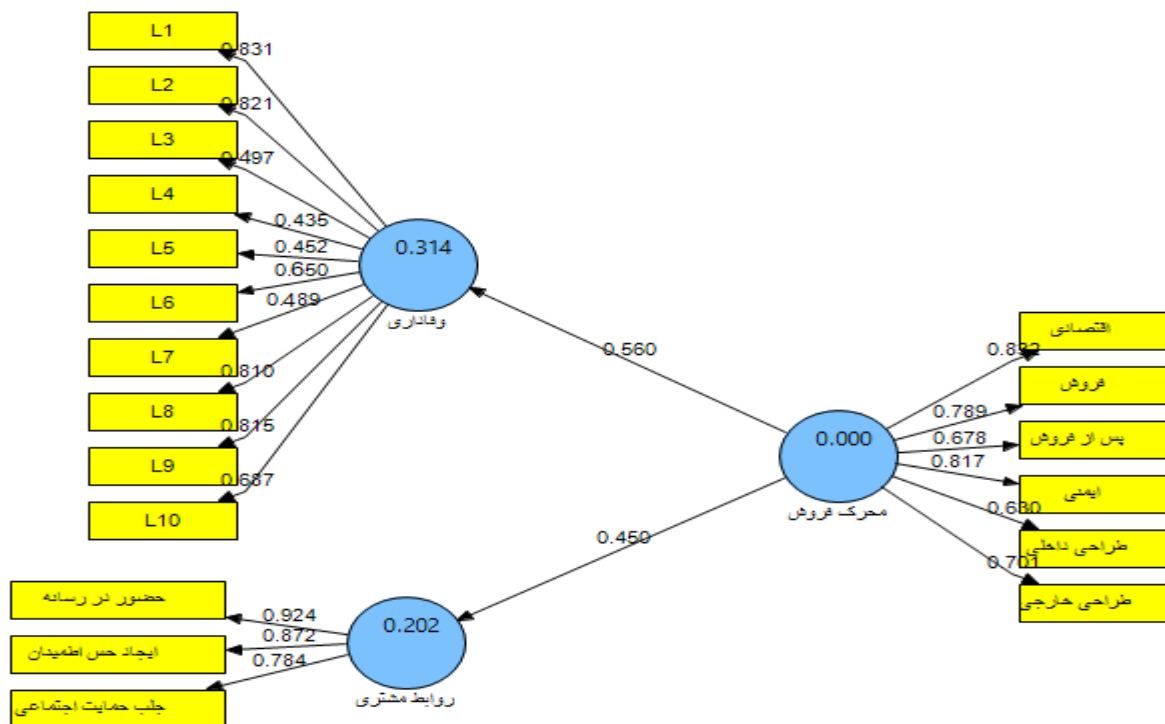 L1
L2
L3
L4
L5
L6
L7
L8
L9
L10
0.831
0.821
0.497
0.435
0.452
0.650
0.489
0.810
0.815
0.687
0.314
وفاداری
0.560
0.450
0.000
محرک فروش
0.832
0.789
0.678
0.817
0.630
0.701
اقتصادی
فروش
پس از فروش
ایمنی
طراحی داخلی
طراحی خارجی
حضور در رسانه
ایجاد حس اطمینان
جلب حمایت اجتماعی
0.924
0.872
0.784
0.202
روابط مشتری